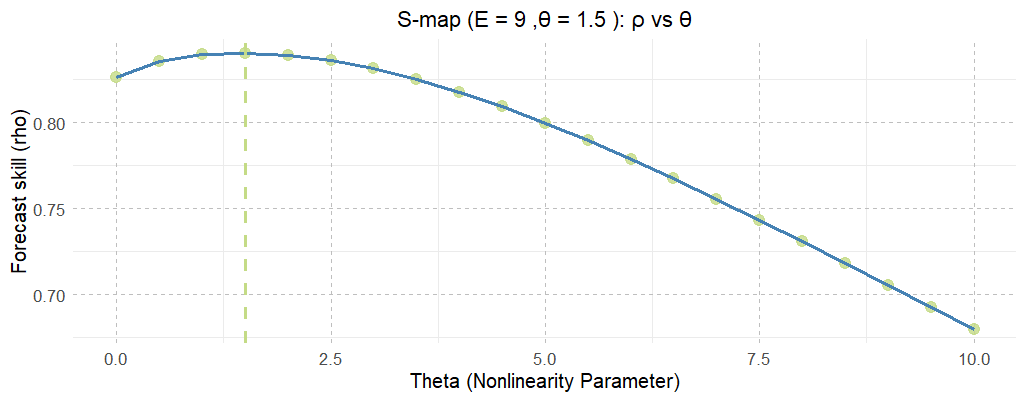 S-map (E = 9 ,θ = 1.5 ): ρ vs θ
Forecast skill (rho)
0.80
0.75
0.70
0.0 2.5 5.0 7.5 10.0
Theta (Nonlinearity Parameter)